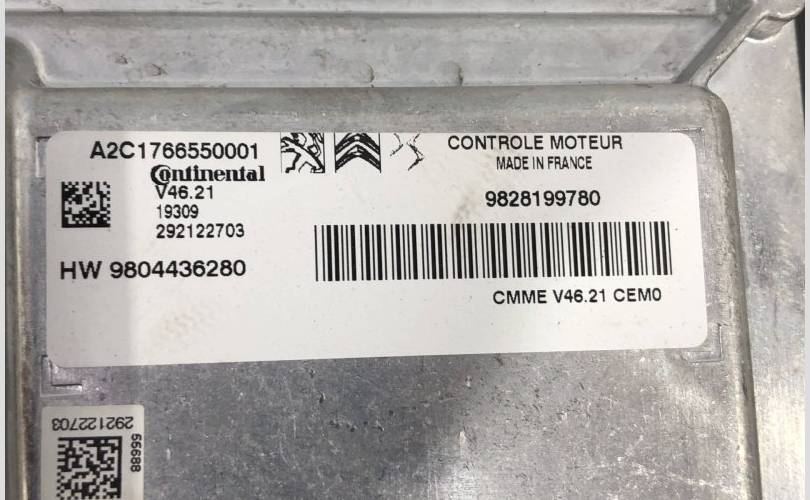 A2C1766550001
Continental
V46.21
19309
292122703
HW 9804436280
CONTROLE MOTEUR
MADE IN FRANCE
9828199780
CMME V46.21 CEM0
292122703
55688